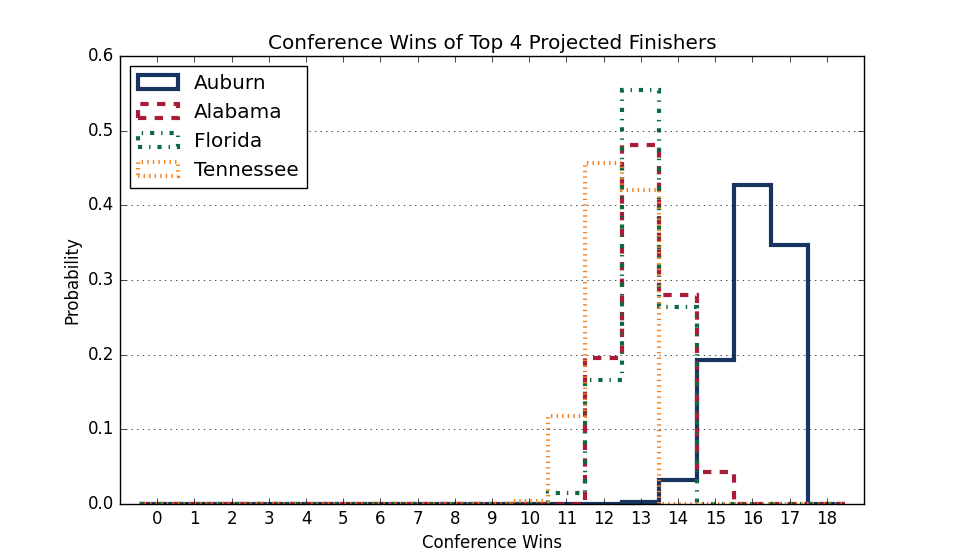 Conference Wins of Top 4 Projected Finishers
0.6
0.5
0.4
0.3
0.2
0.1
0.0
Probability
Auburn
Alabama
Florida
Tennessee
0 1 2 3 4 5 6 7 8 9 10 11 12 13 14 15 16 17 18
Conference Wins